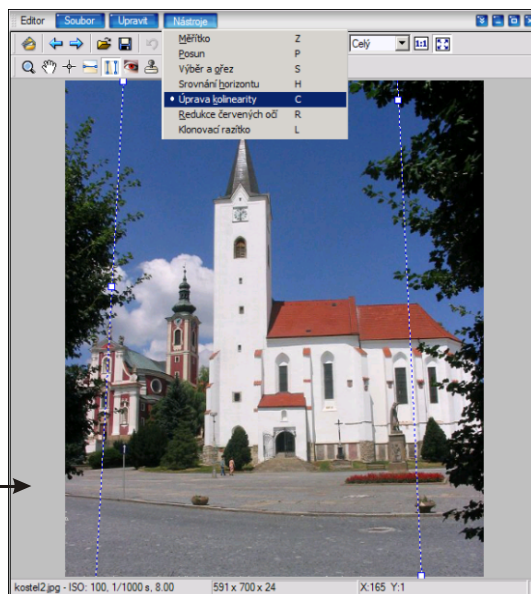 Editor Soubor Upravit Nástroje
Měřítko Z
Posun P
Výběr a ořez S
Srovnání horizontu H
Úprava kolinearity C
Redukce červených očí R
Klonovací razítko L
Celý 1:1
kostel2.jpg - ISO: 100, 1/1000 s, 8.00 591 x 700 x 24 X:165 Y:1